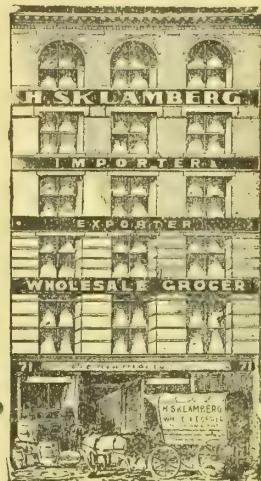 H. SKLAMBERG
IMPORTER
EXPORTER
WHOLESALE GROCER
71 71
H SKLAMBERG